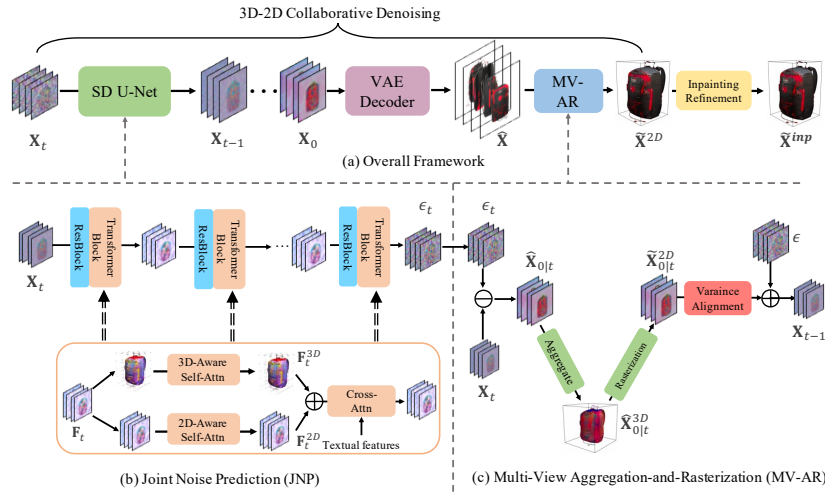 3D-2D Collaborative Denoising
SD U-Net
VAE
Decoder
MV-
AR
Inpainting
Refinement
X_t
X_{t-1}
X_0
X̂
X̃^{2D}
X̃^{inp}
(a) Overall Framework
ResBlock
Transformer
Block
ResBlock
Transformer
Block
...
ResBlock
Transformer
Block
ϵ_t
X_t
3D-Aware
Self-Attn
F_t^{3D}
F_t
2D-Aware
Self-Attn
F_t^{2D}
Cross-
Attn
Textual features
(b) Joint Noise Prediction (JNP)
ϵ_t
X̂_{0|t}
X_t
Aggregate
X̂_{0|t}^{3D}
Rasterization
X̃_{0|t}^{2D}
Varaince
Alignment
ϵ
X_{t-1}
(c) Multi-View Aggregation-and-Rasterization (MV-AR)